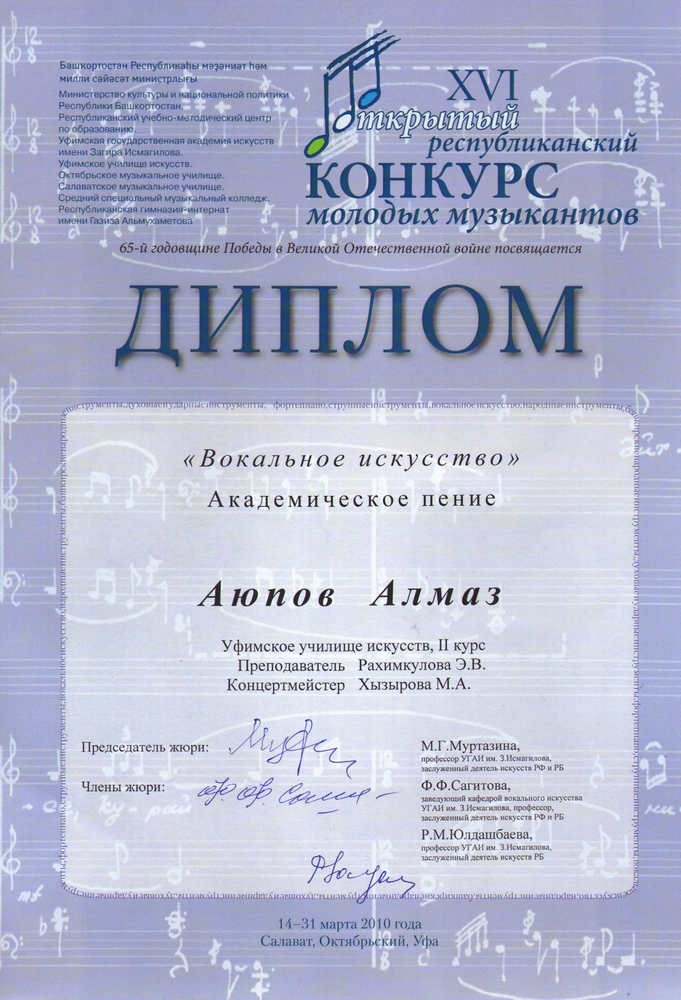 Башҡортостан Республикаһы мәҙәниәт һәм
милли сәйәсәт министрлығы
Министерство культуры и национальной политики
Республики Башкортостан.
Республиканский учебно-методический центр
по образованию.
Уфимская государственная академия искусств
имени Загира Исмагилова.
Уфимское училище искусств.
Октябрьское музыкальное училище.
Салаватское музыкальное училище.
Средний специальный музыкальный колледж.
Республиканская гимназия-интернат
имени Газиза Альмухаметова
XVI
Открытый
республиканский
КОНКУРС
молодых музыкантов
65-й годовщине Победы в Великой Отечественной войне посвящается
ДИПЛОМ
«Вокальное искусство»
Академическое пение
Аюпов Алмаз
Уфимское училище искусств, II курс
Преподаватель Рахимкулова Э.В.
Концертмейстер Хызырова М.А.
Председатель жюри:
М.Г.Муртазина,
профессор УГАИ им. З.Исмагилова,
заслуженный деятель искусств РФ и РБ
Члены жюри:
Ф.Ф.Сагитова,
заведующий кафедрой вокального искусства
УГАИ им. З.Исмагилова, профессор,
заслуженный деятель искусств РФ и РБ
Р.М.Юлдашбаева,
профессор УГАИ им. З.Исмагилова,
заслуженный деятель искусств РБ
14–31 марта 2010 года
Салават, Октябрьский, Уфа